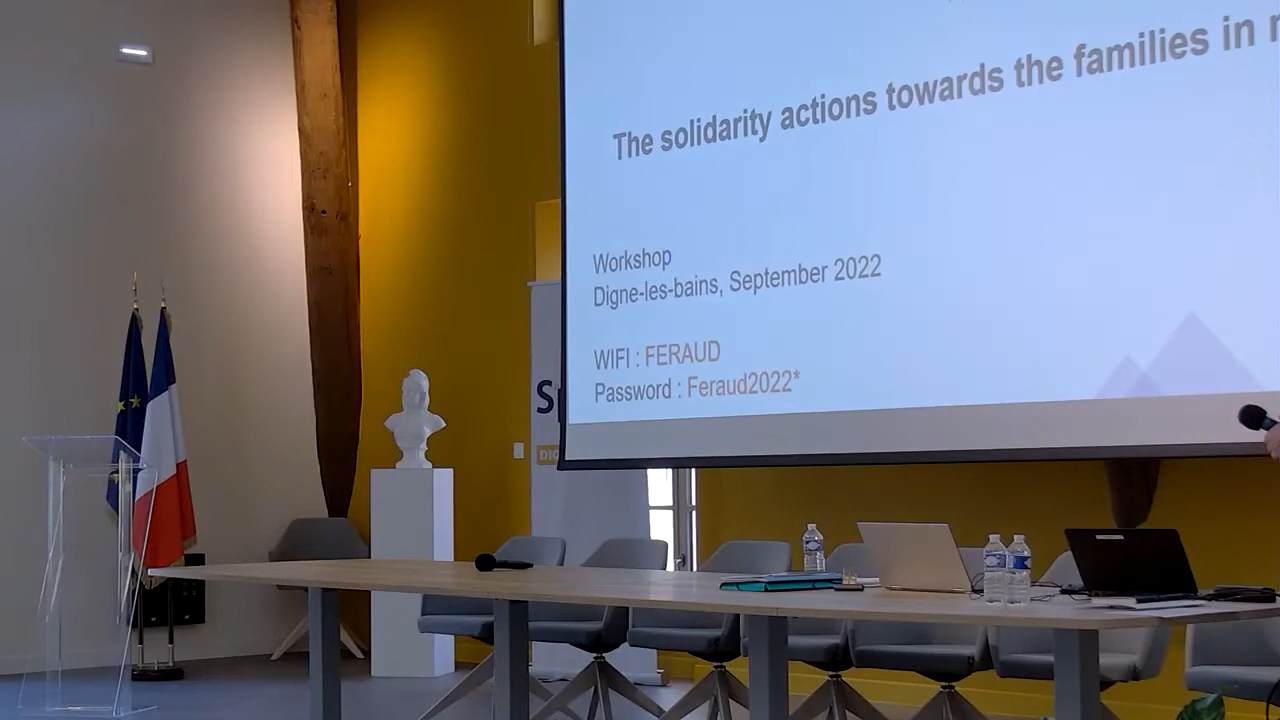 The solidarity actions towards the families in
Workshop
Digne-les-bains, September 2022
WIFI : FERAUD
Password : Feraud2022*